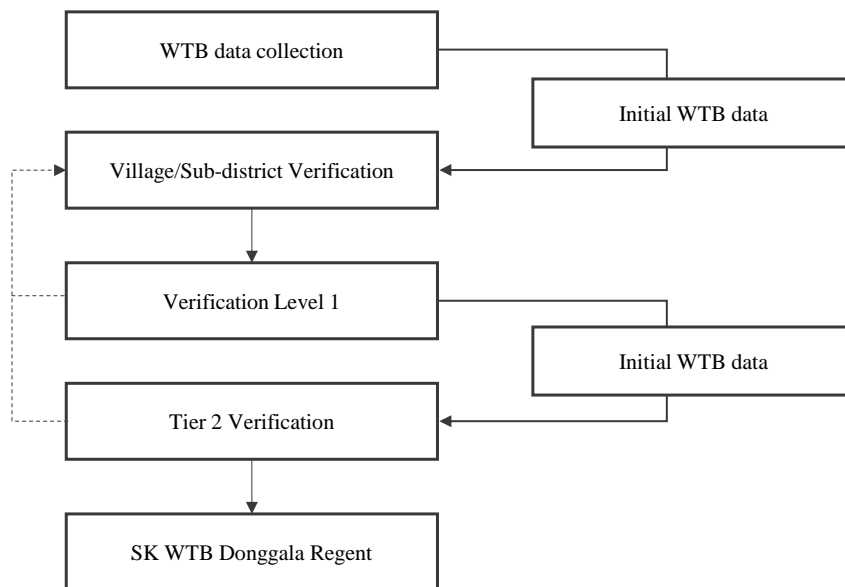 WTB data collection
Initial WTB data
Village/Sub-district Verification
Verification Level 1
Initial WTB data
Tier 2 Verification
SK WTB Donggala Regent